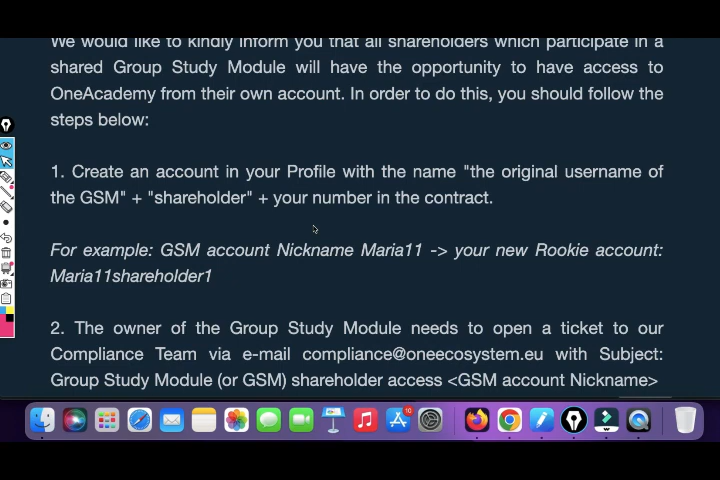 We would like to kindly inform you that all shareholders which participate in a
shared Group Study Module will have the opportunity to have access to
OneAcademy from their own account. In order to do this, you should follow the
steps below:
1. Create an account in your Profile with the name "the original username of
the GSM" + "shareholder" + your number in the contract.
For example: GSM account Nickname Maria11 -> your new Rookie account:
Maria11shareholder1
2. The owner of the Group Study Module needs to open a ticket to our
Compliance Team via e-mail compliance@oneecosystem.eu with Subject:
Group Study Module (or GSM) shareholder access <GSM account Nickname>
10